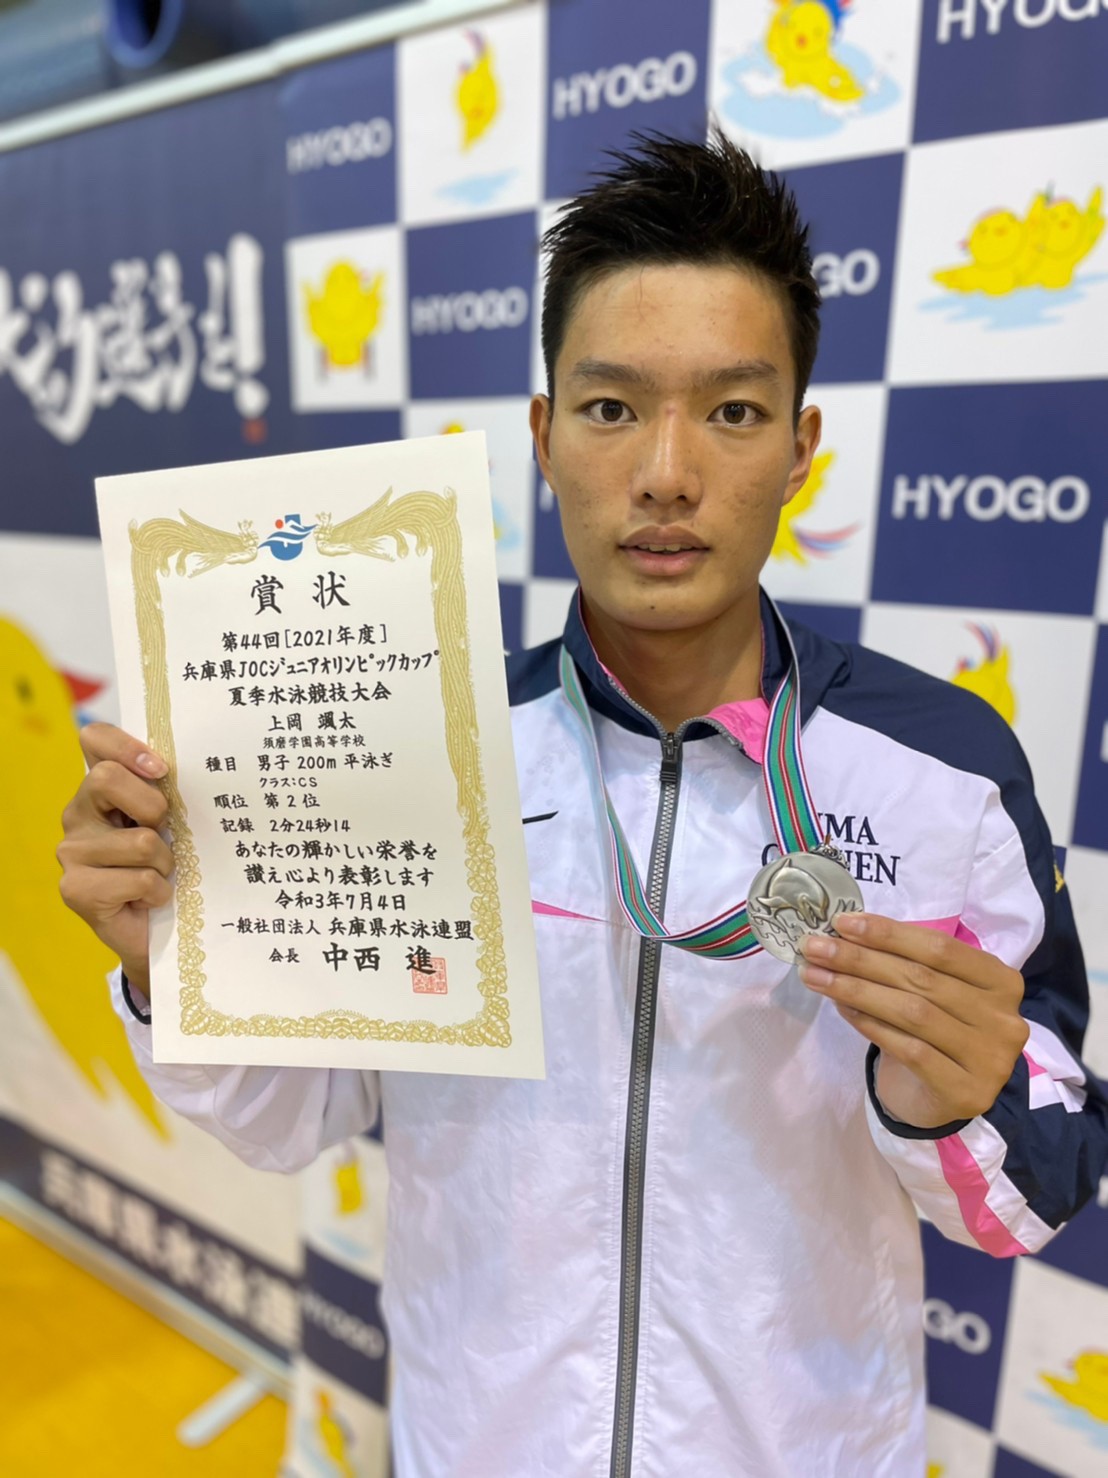 賞状
第44回[2021年度]
兵庫県JOCジュニアオリンピックカップ
夏季水泳競技大会
上岡 颯太
須磨学園高等学校
種目 男子 200m 平泳ぎ
クラス:CS
順位 第 2 位
記録 2分24秒14
あなたの輝かしい栄誉を
讃え心より表彰します
令和3年7月4日
一般社団法人 兵庫県水泳連盟
会長 中西 進
HYOGO
HYOGO
HYOGO
HYOGO
HYOGO
兵庫県水泳連